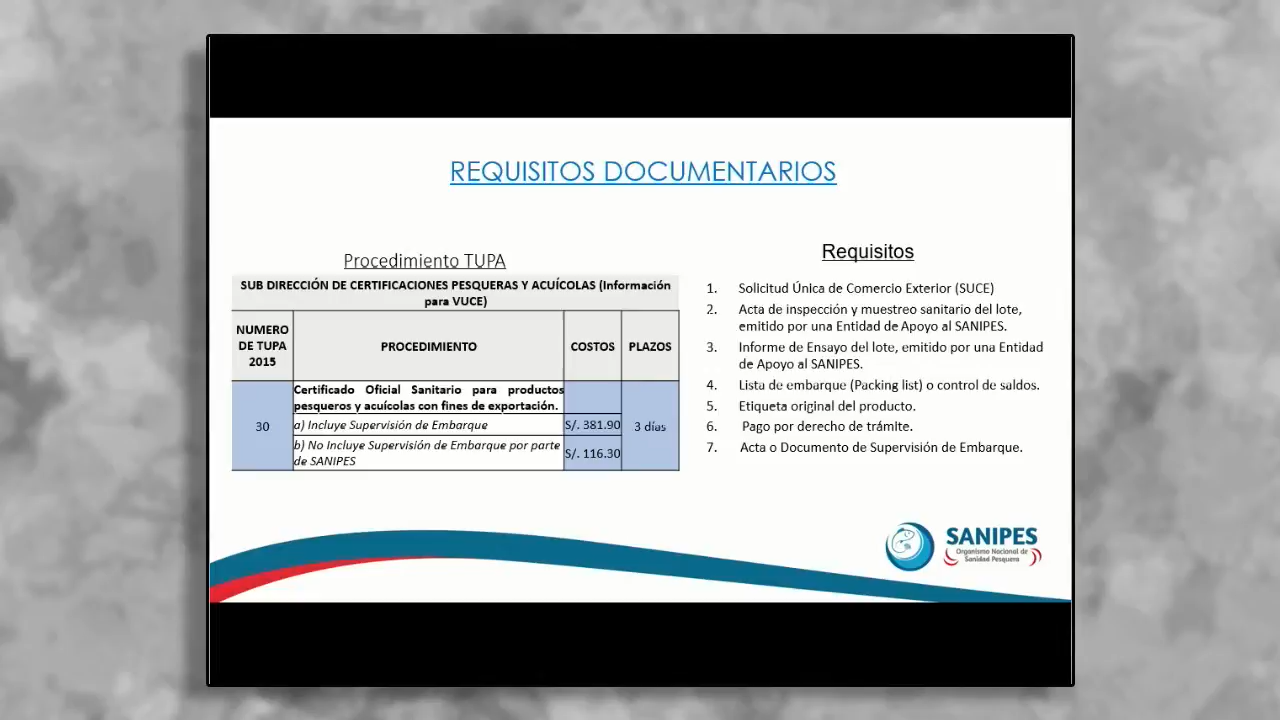 REQUISITOS DOCUMENTARIOS
Procedimiento TUPA
SUB DIRECCIÓN DE CERTIFICACIONES PESQUERAS Y ACUÍCOLAS (Información
para VUCE)
NUMERO
DE TUPA
2015
PROCEDIMIENTO
COSTOS
PLAZOS
30
Certificado Oficial Sanitario para productos
pesqueros y acuícolas con fines de exportación.
a) Incluye Supervisión de Embarque
S/. 381.90
b) No Incluye Supervisión de Embarque por parte
de SANIPES
S/. 116.30
3 días
Requisitos
1. Solicitud Única de Comercio Exterior (SUCE)
2. Acta de inspección y muestreo sanitario del lote,
emitido por una Entidad de Apoyo al SANIPES.
3. Informe de Ensayo del lote, emitido por una Entidad
de Apoyo al SANIPES.
4. Lista de embarque (Packing list) o control de saldos.
5. Etiqueta original del producto.
6. Pago por derecho de trámite.
7. Acta o Documento de Supervisión de Embarque.
SANIPES
Organismo Nacional de
Sanidad Pesquera